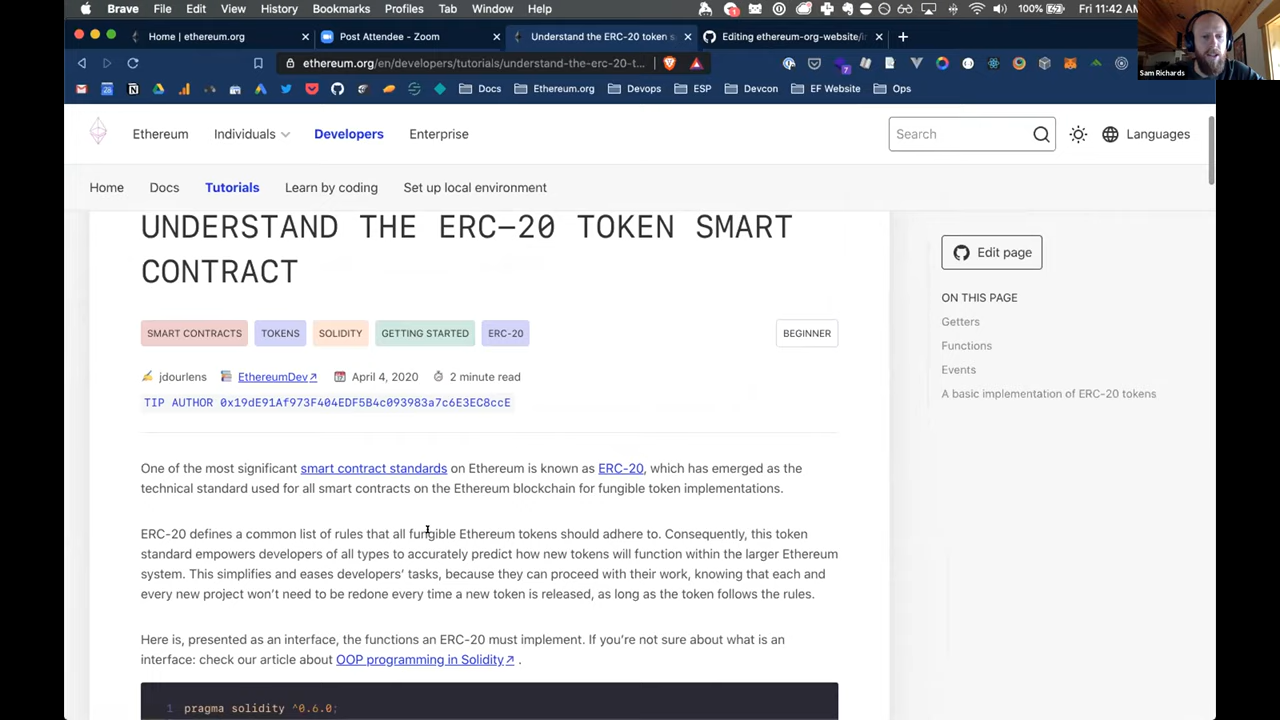 Brave File Edit View History Bookmarks Profiles Tab Window Help 100% Fri 11:42 AM
Home | ethereum.org Post Attendee - Zoom Understand the ERC-20 token s Editing ethereum-org-website/i
ethereum.org/en/developers/tutorials/understand-the-erc-20-t...
Docs Ethereum.org Devops ESP Devcon EF Website Ops
Sam Richards
Ethereum Individuals Developers Enterprise Search Languages
Home Docs Tutorials Learn by coding Set up local environment
UNDERSTAND THE ERC-20 TOKEN SMART
CONTRACT
Edit page
ON THIS PAGE
Getters
Functions
Events
A basic implementation of ERC-20 tokens
SMART CONTRACTS TOKENS SOLIDITY GETTING STARTED ERC-20 BEGINNER
jdourlens EthereumDev↗ April 4, 2020 2 minute read
TIP AUTHOR 0x19dE91Af973F404EDF5B4c093983a7c6E3EC8ccE
One of the most significant smart contract standards on Ethereum is known as ERC-20, which has emerged as the
technical standard used for all smart contracts on the Ethereum blockchain for fungible token implementations.
ERC-20 defines a common list of rules that all fungible Ethereum tokens should adhere to. Consequently, this token
standard empowers developers of all types to accurately predict how new tokens will function within the larger Ethereum
system. This simplifies and eases developers’ tasks, because they can proceed with their work, knowing that each and
every new project won’t need to be redone every time a new token is released, as long as the token follows the rules.
Here is, presented as an interface, the functions an ERC-20 must implement. If you’re not sure about what is an
interface: check our article about OOP programming in Solidity↗ .
1 pragma solidity ^0.6.0;